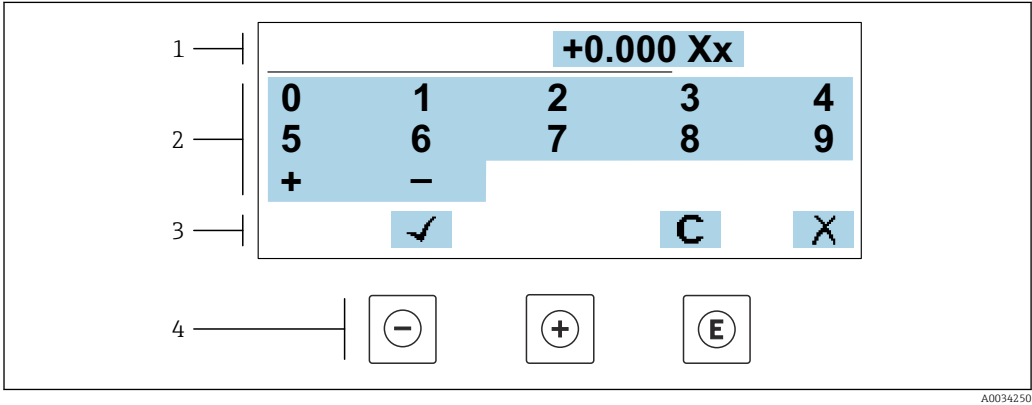 1 +0.000 Xx
0 1 2 3 4
2 5 6 7 8 9
+ −
3 ✓ C X
4 − + E
A0034250